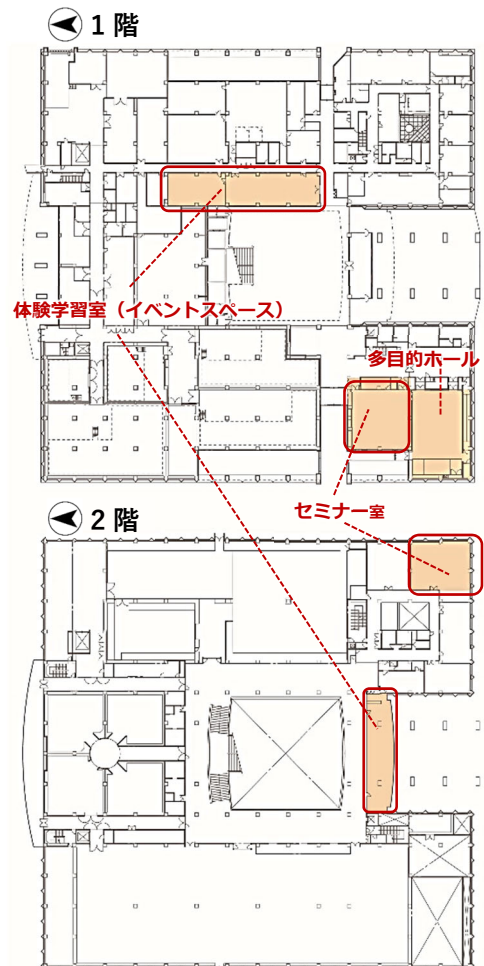 1 階
体験学習室（イベントスペース）
多目的ホール
セミナー室
2 階